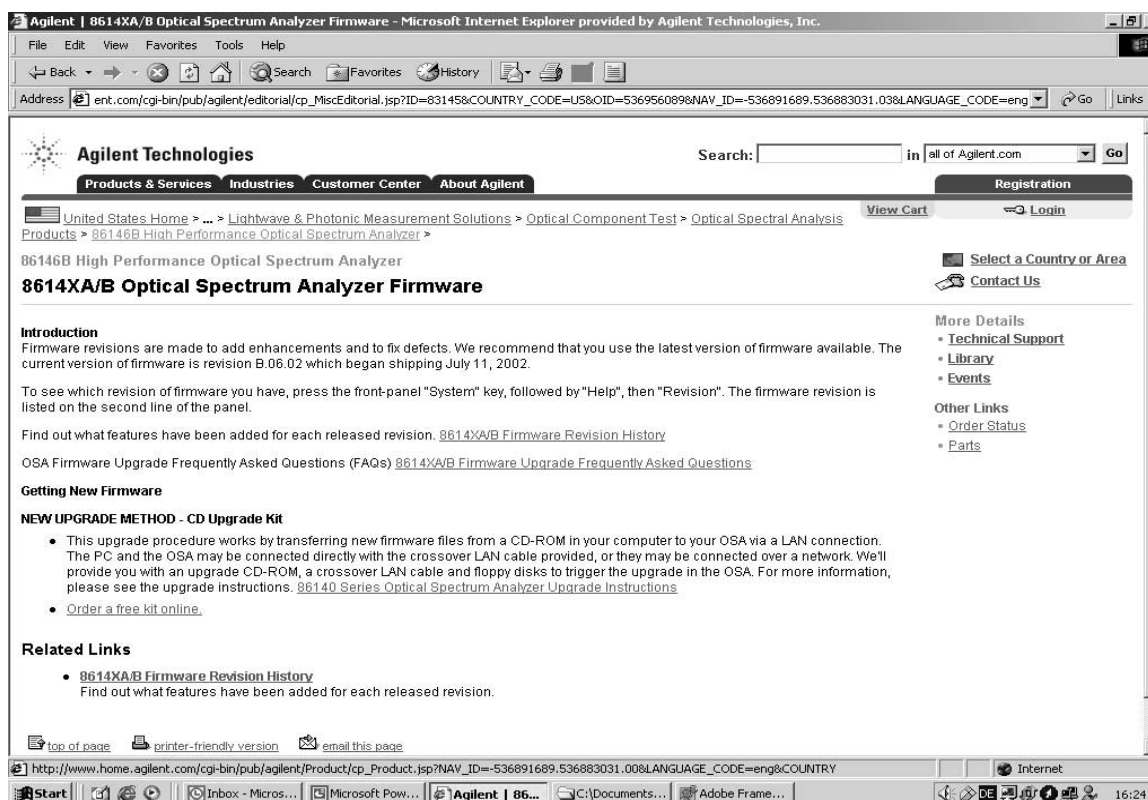 Agilent | 8614XA/B Optical Spectrum Analyzer Firmware - Microsoft Internet Explorer provided by Agilent Technologies, Inc.
File Edit View Favorites Tools Help
Back Search Favorites History
Address ent.com/cgi-bin/pub/agilent/editorial/cp_MiscEditorial.jsp?ID=83145&COUNTRY_CODE=US&OID=536956089&NAV_ID=-536891689.536883031.03&LANGUAGE_CODE=eng Go Links
Agilent Technologies Search: in all of Agilent.com Go
Products & Services Industries Customer Center About Agilent Registration
United States Home > ... > Lightwave & Photonic Measurement Solutions > Optical Component Test > Optical Spectral Analysis View Cart Login
Products > 86146B High Performance Optical Spectrum Analyzer >
86146B High Performance Optical Spectrum Analyzer Select a Country or Area
8614XA/B Optical Spectrum Analyzer Firmware Contact Us
Introduction
Firmware revisions are made to add enhancements and to fix defects. We recommend that you use the latest version of firmware available. The
current version of firmware is revision B.06.02 which began shipping July 11, 2002.
To see which revision of firmware you have, press the front-panel "System" key, followed by "Help", then "Revision". The firmware revision is
listed on the second line of the panel.
Find out what features have been added for each released revision. 8614XA/B Firmware Revision History
OSA Firmware Upgrade Frequently Asked Questions (FAQs) 8614XA/B Firmware Upgrade Frequently Asked Questions
Getting New Firmware
NEW UPGRADE METHOD - CD Upgrade Kit
• This upgrade procedure works by transferring new firmware files from a CD-ROM in your computer to your OSA via a LAN connection.
The PC and the OSA may be connected directly with the crossover LAN cable provided, or they may be connected over a network. We'll
provide you with an upgrade CD-ROM, a crossover LAN cable and floppy disks to trigger the upgrade in the OSA. For more information,
please see the upgrade instructions. 86140 Series Optical Spectrum Analyzer Upgrade Instructions
• Order a free kit online.
Related Links
• 8614XA/B Firmware Revision History
Find out what features have been added for each released revision.
top of page printer-friendly version email this page
More Details
Technical Support
Library
Events
Other Links
Order Status
Parts
http://www.home.agilent.com/cgi-bin/pub/agilent/Product/cp_Product.jsp?NAV_ID=-536891689.536883031.00&LANGUAGE_CODE=eng&COUNTRY Internet
Start Inbox - Micros... Microsoft Pow... Agilent | 86... C:\Documents... Adobe Frame... DE 16:24